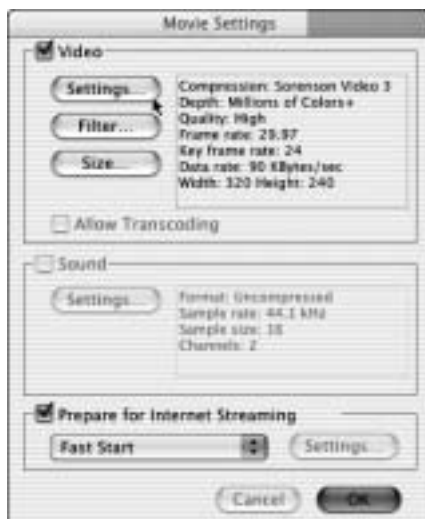 Movie Settings
Video
Settings...
Compression: Sorenson Video 3
Depth: Millions of Colors+
Quality: High
Frame rate: 29.97
Key frame rate: 24
Data rate: 90 KBytes/sec
Width: 320 Height: 240
Filter...
Size...
Allow Transcoding
Sound
Settings...
Format: Uncompressed
Sample rate: 44.1 kHz
Sample size: 16
Channels: 2
Prepare for Internet Streaming
Fast Start
Settings...
Cancel
OK